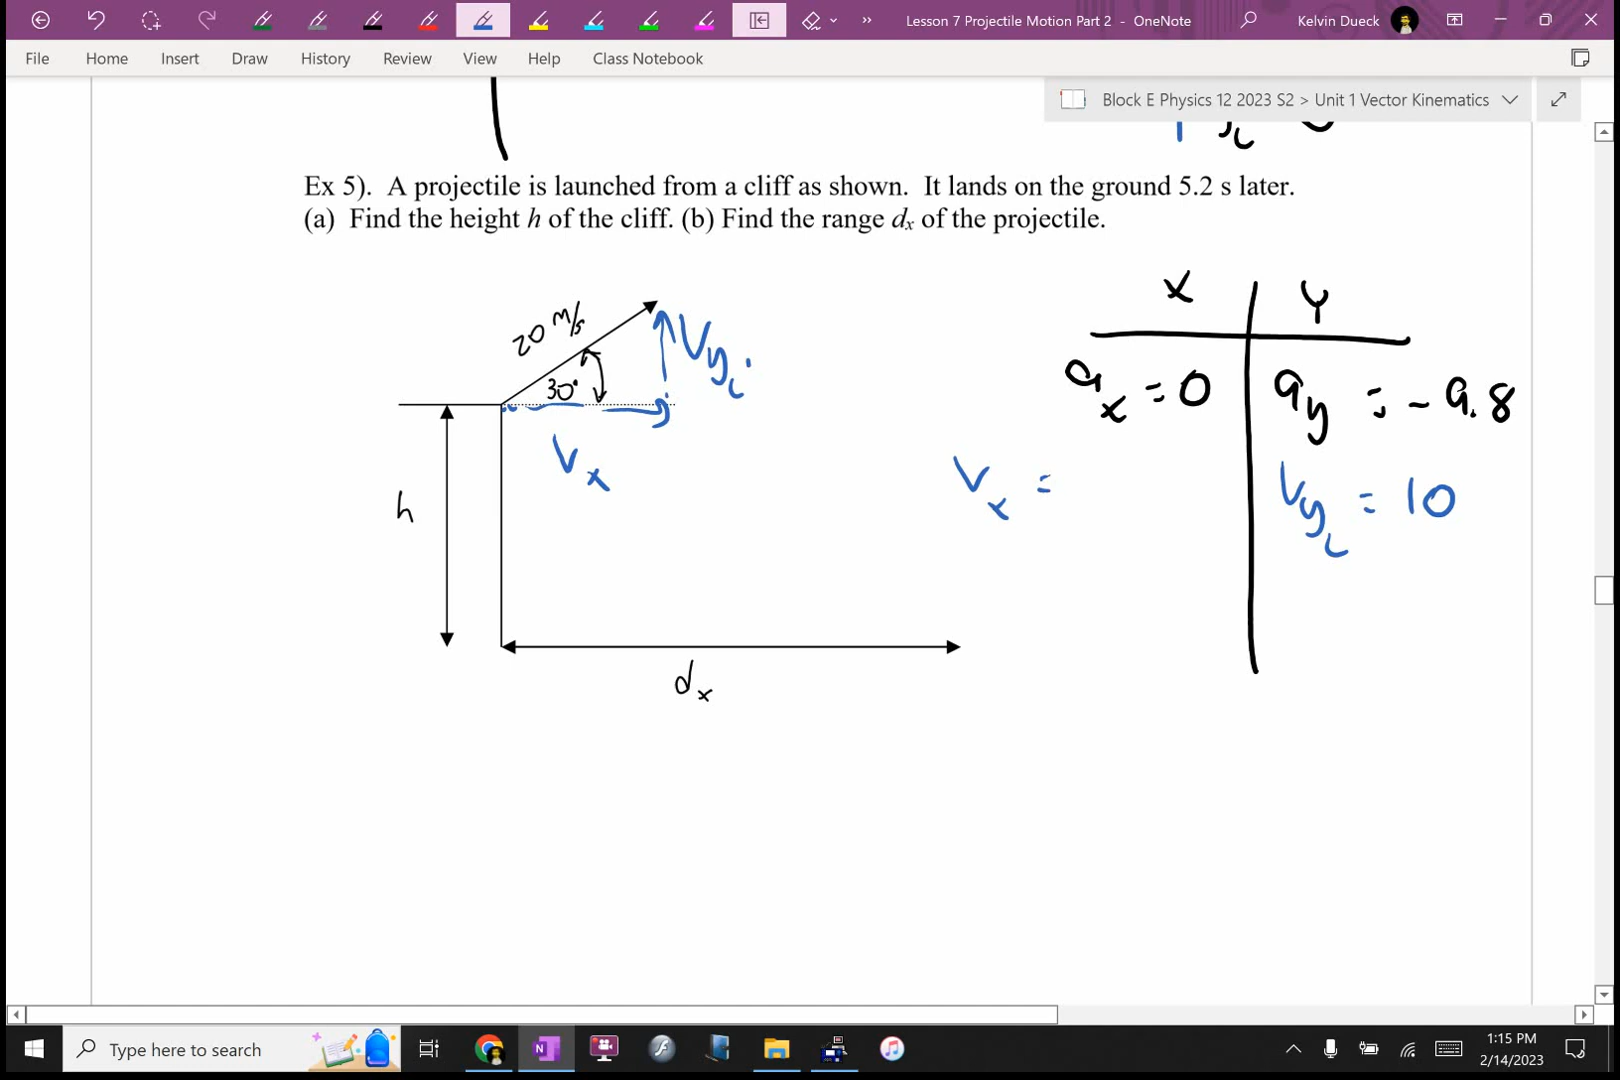 Lesson 7 Projectile Motion Part 2 - OneNote
Kelvin Dueck
File Home Insert Draw History Review View Help Class Notebook
Block E Physics 12 2023 S2 > Unit 1 Vector Kinematics
Ex 5). A projectile is launched from a cliff as shown. It lands on the ground 5.2 s later.
(a) Find the height h of the cliff. (b) Find the range dx of the projectile.
X Y
20 m/s
Vyi
30°
ax = 0 ay = -9.8
Vx
Vx = Vyi = 10
h
dx
Type here to search
1:15 PM
2/14/2023